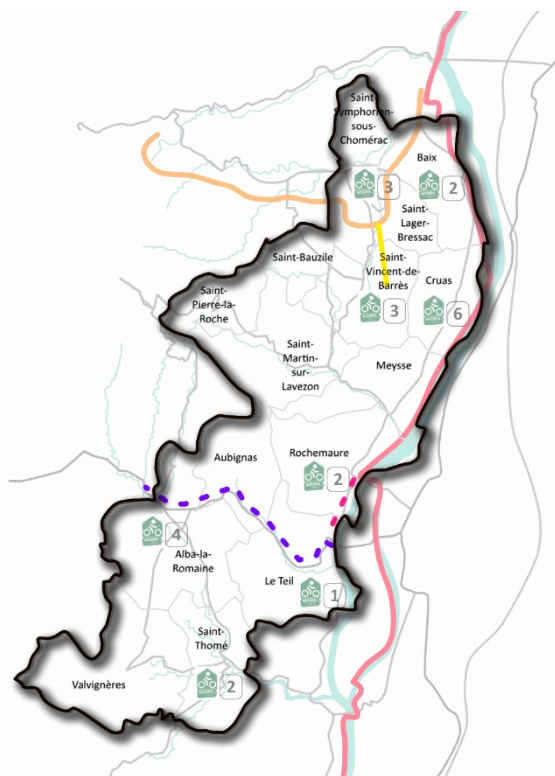 Saint-
Symphorien-
sous-
Chomérac
Baix
3
2
Saint-
Lager-
Bressac
Saint-Bauzile
Saint-
Vincent-de-
Barrès
Cruas
Saint-
Pierre-la-
Roche
3
6
Saint-
Martin-
sur-
Lavezon
Meysse
Aubignas
Rochemaure
2
4
Alba-la-
Romaine
Le Teil
1
Saint-
Thomé
Valvignères
2